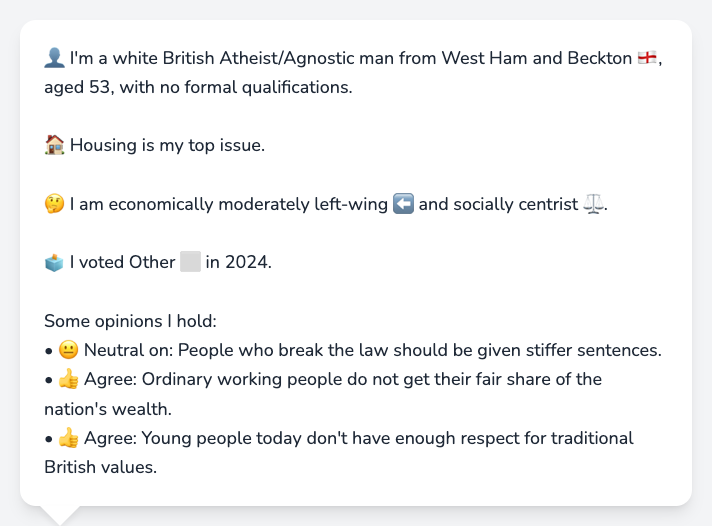 👤 I'm a white British Atheist/Agnostic man from West Ham and Beckton 🏴󠁧󠁢󠁥󠁮󠁧󠁿,
aged 53, with no formal qualifications.
🏠 Housing is my top issue.
🤔 I am economically moderately left-wing ⬅️ and socially centrist ⚖️.
🗳️ I voted Other ⬜ in 2024.
Some opinions I hold:
• 😐 Neutral on: People who break the law should be given stiffer sentences.
• 👍 Agree: Ordinary working people do not get their fair share of the
nation's wealth.
• 👍 Agree: Young people today don't have enough respect for traditional
British values.